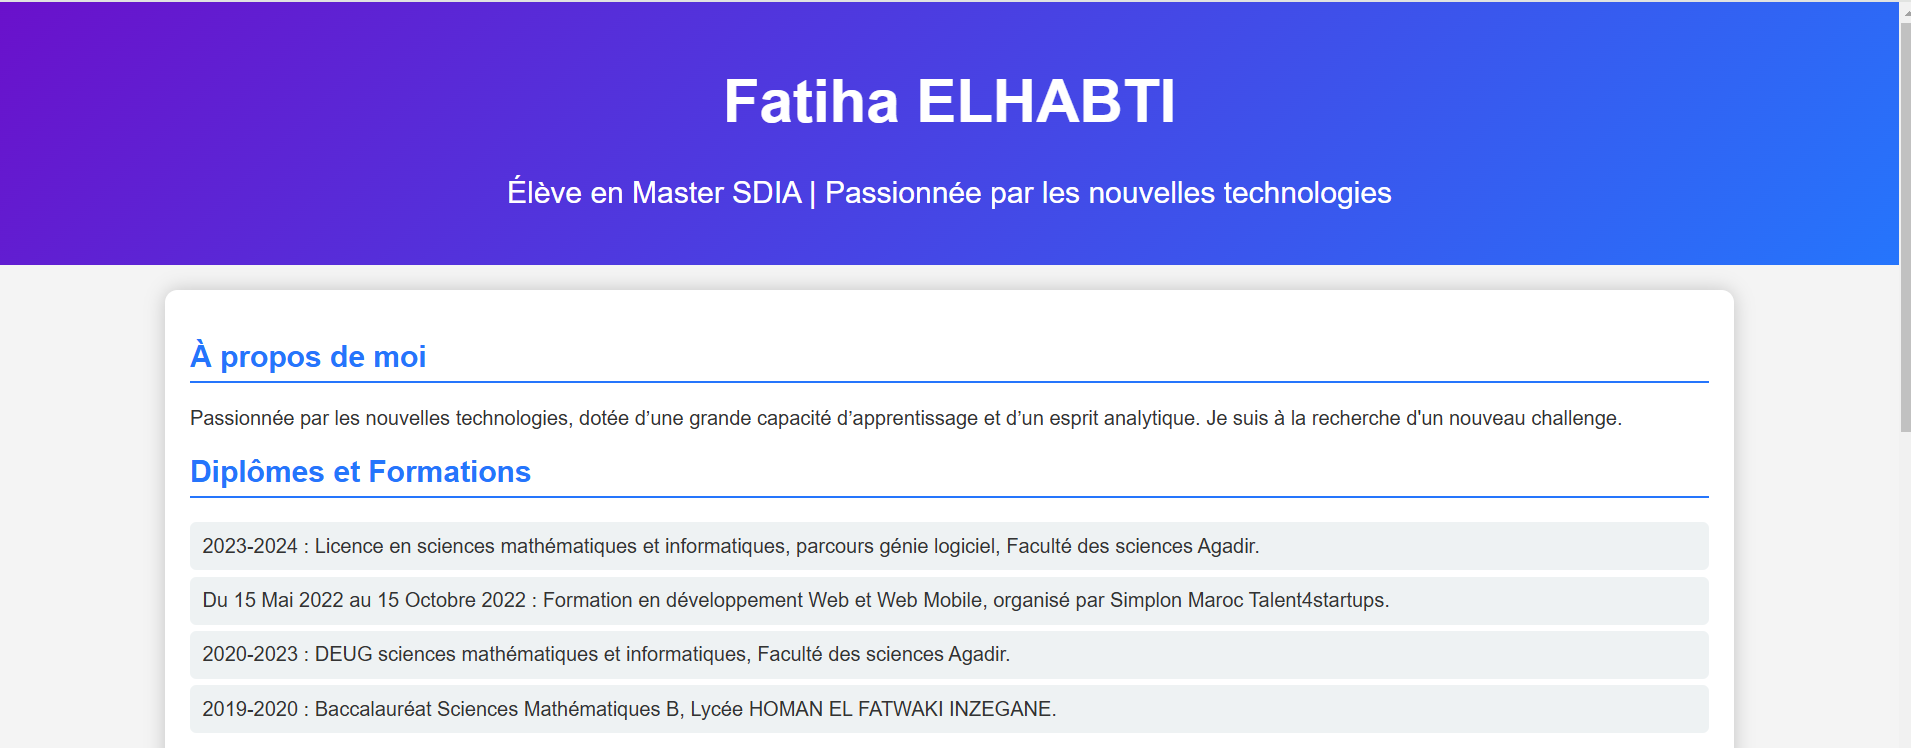 Fatiha ELHABTI
Élève en Master SDIA | Passionnée par les nouvelles technologies
À propos de moi
Passionnée par les nouvelles technologies, dotée d’une grande capacité d’apprentissage et d’un esprit analytique. Je suis à la recherche d'un nouveau challenge.
Diplômes et Formations
2023-2024 : Licence en sciences mathématiques et informatiques, parcours génie logiciel, Faculté des sciences Agadir.
Du 15 Mai 2022 au 15 Octobre 2022 : Formation en développement Web et Web Mobile, organisé par Simplon Maroc Talent4startups.
2020-2023 : DEUG sciences mathématiques et informatiques, Faculté des sciences Agadir.
2019-2020 : Baccalauréat Sciences Mathématiques B, Lycée HOMAN EL FATWAKI INZEGANE.